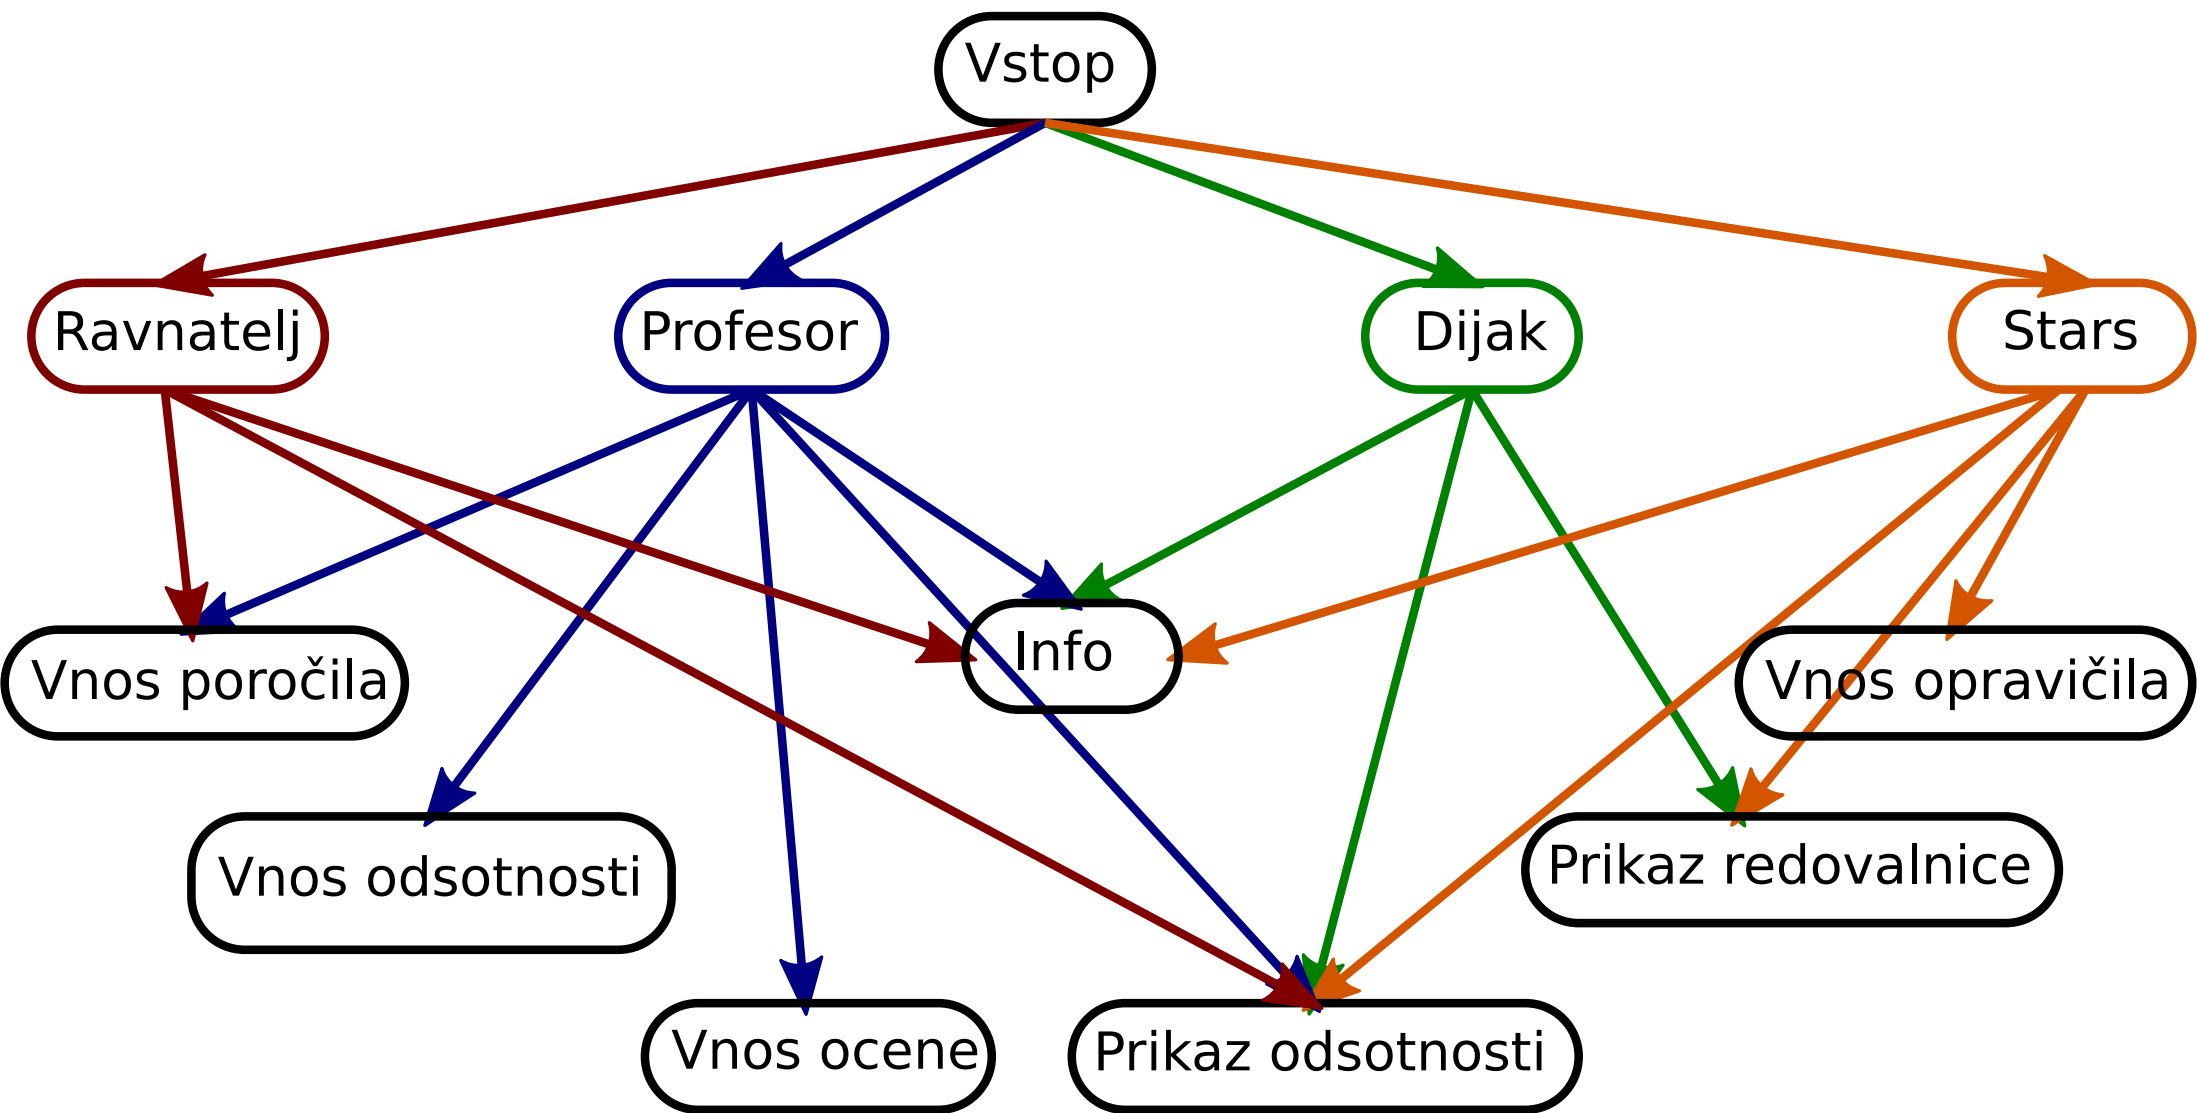 Vstop
Ravnatelj
Profesor
Dijak
Stars
Info
Vnos poročila
Vnos opravičila
Vnos odsotnosti
Prikaz redovalnice
Vnos ocene
Prikaz odsotnosti